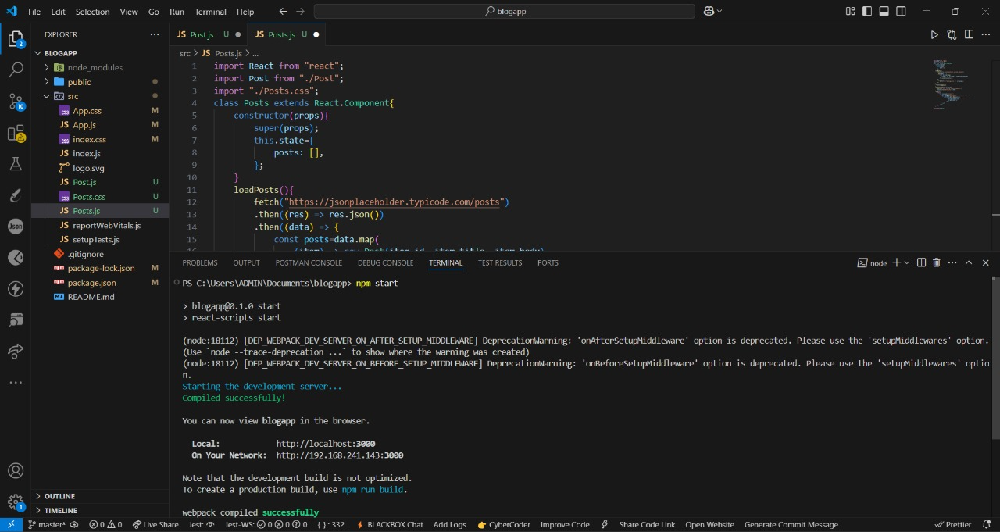 File Edit Selection View Go Run Terminal Help
blogapp
EXPLORER
BLOGAPP
node_modules
public
src
App.css M
App.js M
index.css M
index.js
logo.svg
Post.js U
Posts.css U
Posts.js U
reportWebVitals.js
setupTests.js
.gitignore
package-lock.json M
package.json M
README.md
OUTLINE
TIMELINE
2
10
Json
1
JS Post.js U JS Posts.js U
src > JS Posts.js > ...
1 import React from "react";
2 import Post from "./Post";
3 import "./Posts.css";
4 class Posts extends React.Component{
5 constructor(props){
6 super(props);
7 this.state={
8 posts: [],
9 };
10 }
11 loadPosts(){
12 fetch("https://jsonplaceholder.typicode.com/posts")
13 .then((res) => res.json())
14 .then((data) => {
15 const posts=data.map(
16 (item) => new Post(item.id, item.title, item.body)
PROBLEMS OUTPUT POSTMAN CONSOLE DEBUG CONSOLE TERMINAL TEST RESULTS PORTS
node
PS C:\Users\ADMIN\Documents\blogapp> npm start
> blogapp@0.1.0 start
> react-scripts start
(node:18112) [DEP_WEBPACK_DEV_SERVER_ON_AFTER_SETUP_MIDDLEWARE] DeprecationWarning: 'onAfterSetupMiddleware' option is deprecated. Please use the 'setupMiddlewares' option.
(Use `node --trace-deprecation ...` to show where the warning was created)
(node:18112) [DEP_WEBPACK_DEV_SERVER_ON_BEFORE_SETUP_MIDDLEWARE] DeprecationWarning: 'onBeforeSetupMiddleware' option is deprecated. Please use the 'setupMiddlewares' optio
n.
Starting the development server...
Compiled successfully!
You can now view blogapp in the browser.
Local: http://localhost:3000
On Your Network: http://192.168.241.143:3000
Note that the development build is not optimized.
To create a production build, use npm run build.
webpack compiled successfully
master* 0 0 Live Share Jest: Jest-WS: 0 0 0 {..} : 332 BLACKBOX Chat Add Logs CyberCoder Improve Code Share Code Link Open Website Generate Commit Message Prettier